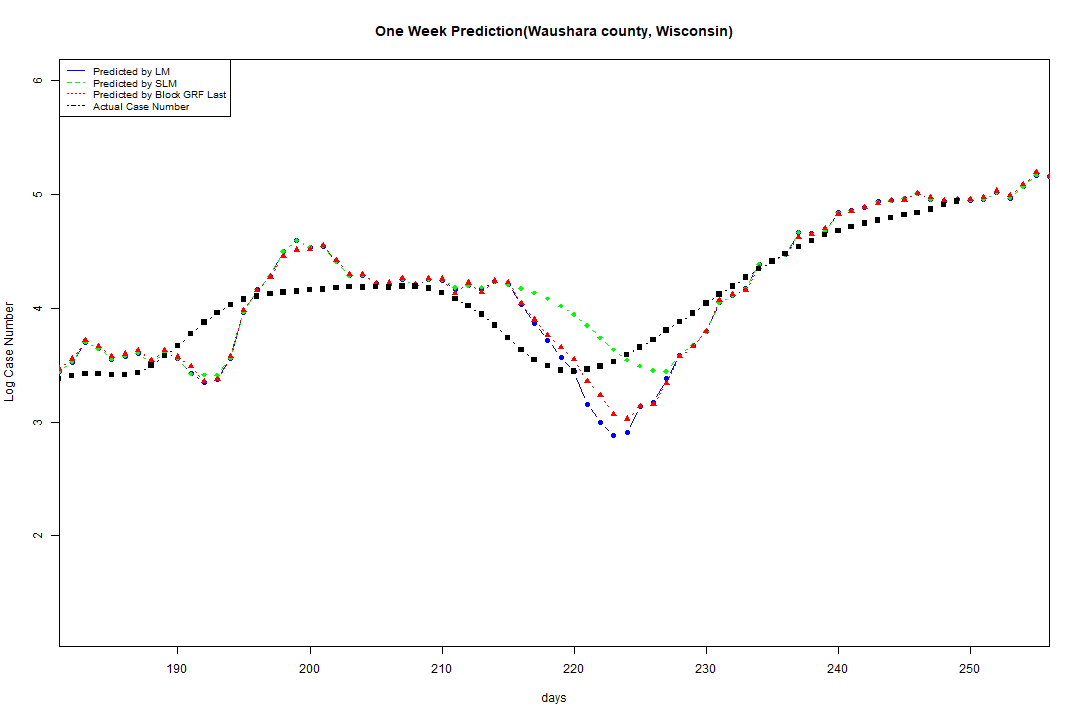 One Week Prediction(Waushara county, Wisconsin)
Predicted by LM
Predicted by SLM
Predicted by Block GRF Last
Actual Case Number
6
5
4
3
2
Log Case Number
190 200 210 220 230 240 250
days